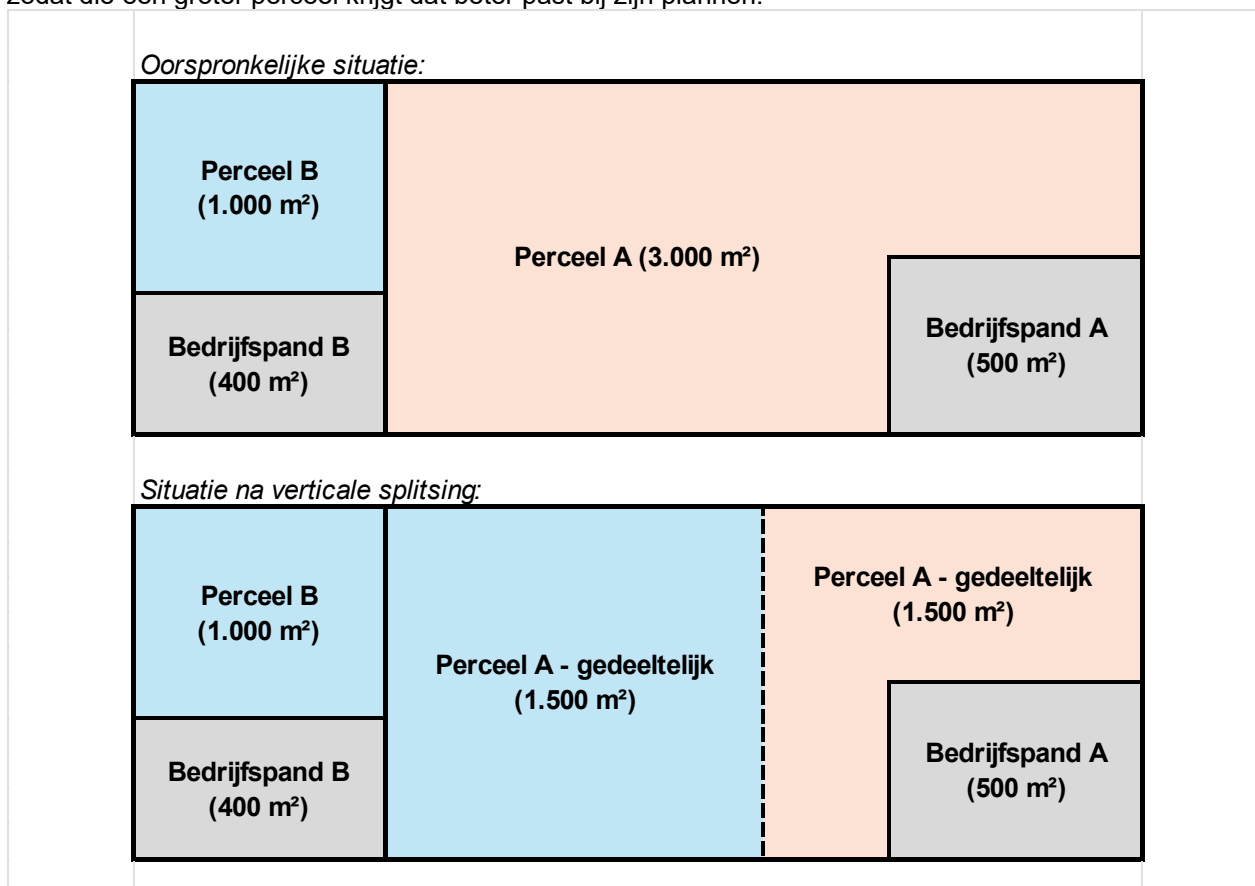 zodat die een groter perceel krijgt dat beter past bij zijn plannen.
Oorspronkelijke situatie:
Perceel B
(1.000 m²)
Perceel A (3.000 m²)
Bedrijfspand B
(400 m²)
Bedrijfspand A
(500 m²)
Situatie na verticale splitsing:
Perceel B
(1.000 m²)
Perceel A - gedeeltelijk
(1.500 m²)
Perceel A - gedeeltelijk
(1.500 m²)
Bedrijfspand B
(400 m²)
Bedrijfspand A
(500 m²)